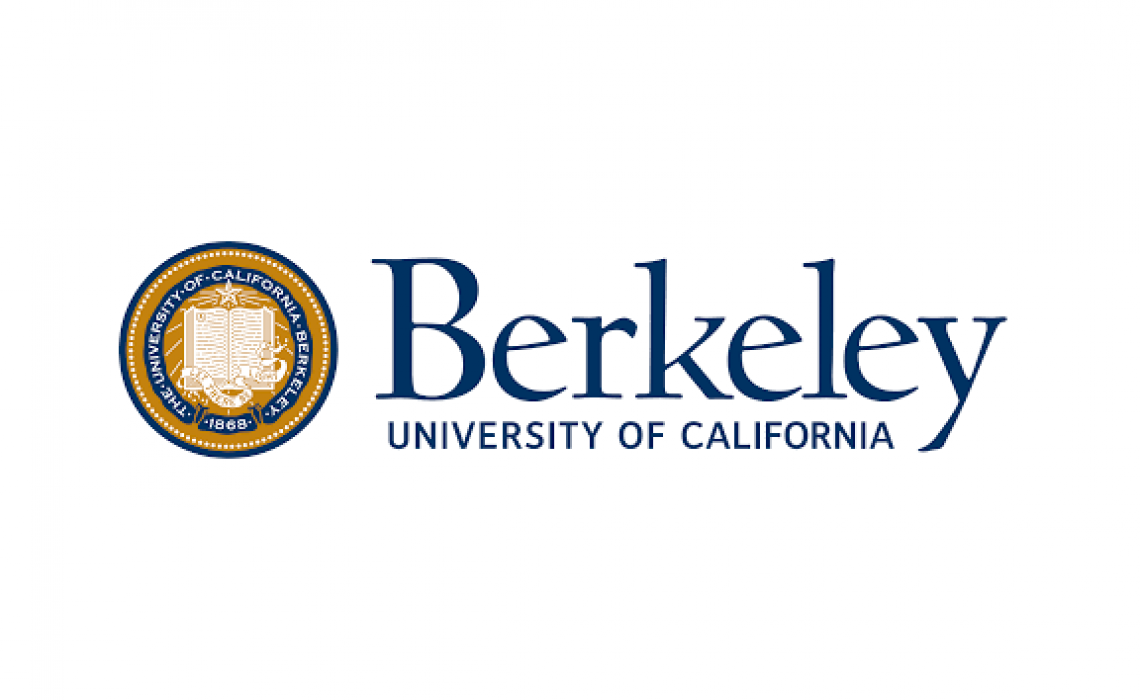 THE·UNIVERSITY·OF·CALIFORNIA·BERKELEY
·1868·
Berkeley
UNIVERSITY OF CALIFORNIA